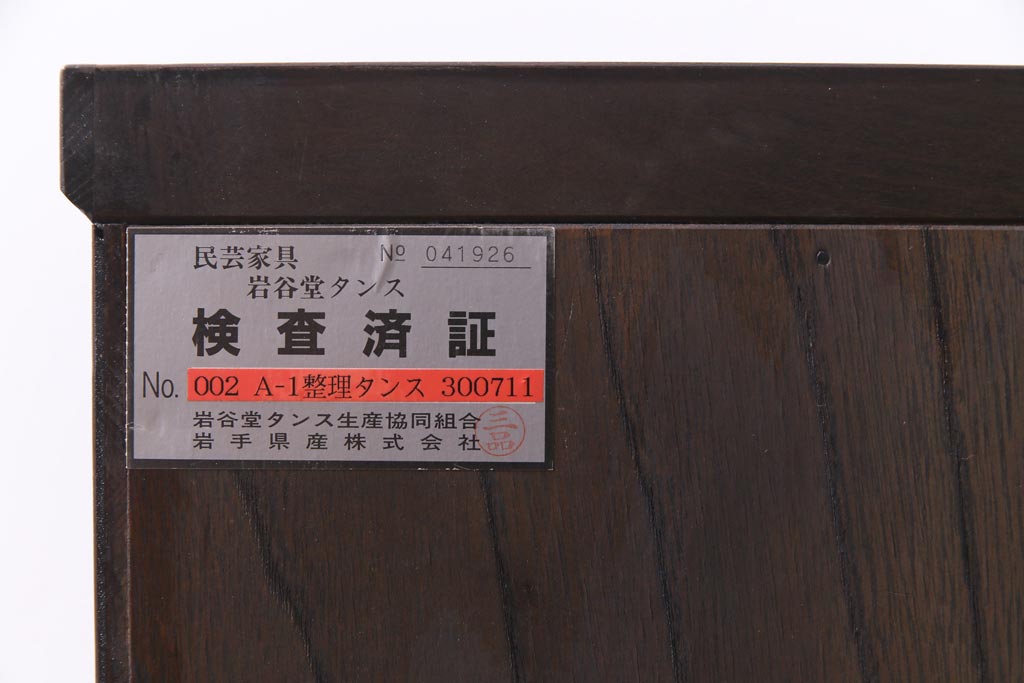 民芸家具 № 041926
岩谷堂タンス
検査済証
No. 002 A-1整理タンス 300711
岩谷堂タンス生産協同組合
岩手県産株式会社